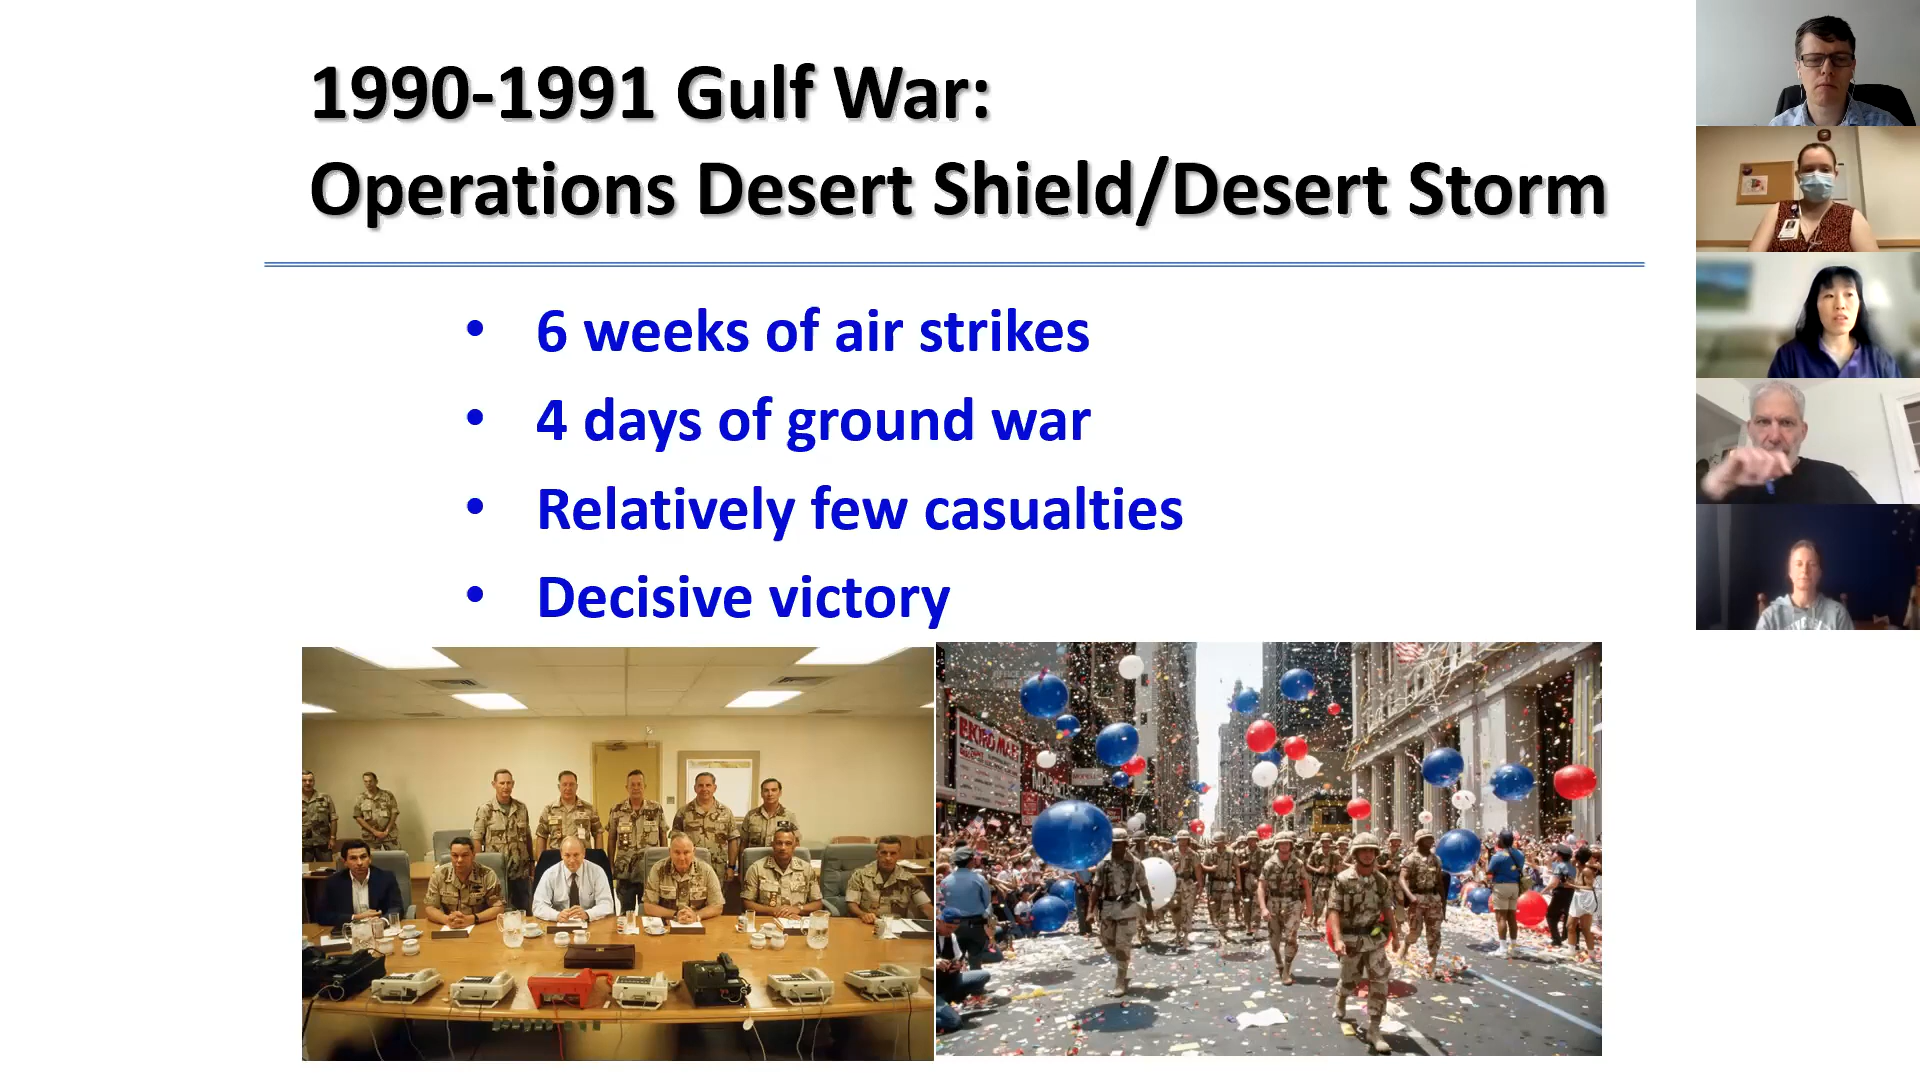 1990-1991 Gulf War:
Operations Desert Shield/Desert Storm
• 6 weeks of air strikes
• 4 days of ground war
• Relatively few casualties
• Decisive victory